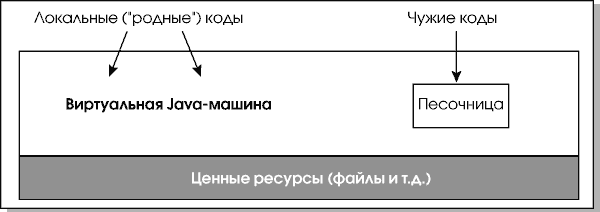 Локальные ("родные") коды
Чужие коды
Виртуальная Java-машина
Песочница
Ценные ресурсы (файлы и т.д.)